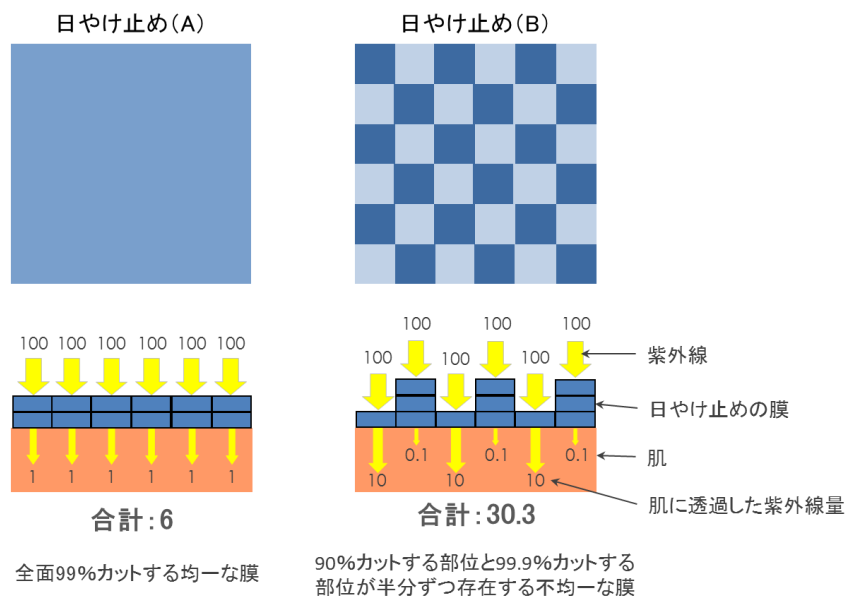 日やけ止め(A)
日やけ止め(B)
100 100 100 100 100 100
1 1 1 1 1 1
合計:6
全面99%カットする均一な膜
100 100 100
100 100 100
0.1 0.1 0.1
10 10 10
合計:30.3
90%カットする部位と99.9%カットする
部位が半分ずつ存在する不均一な膜
紫外線
日やけ止めの膜
肌
肌に透過した紫外線量